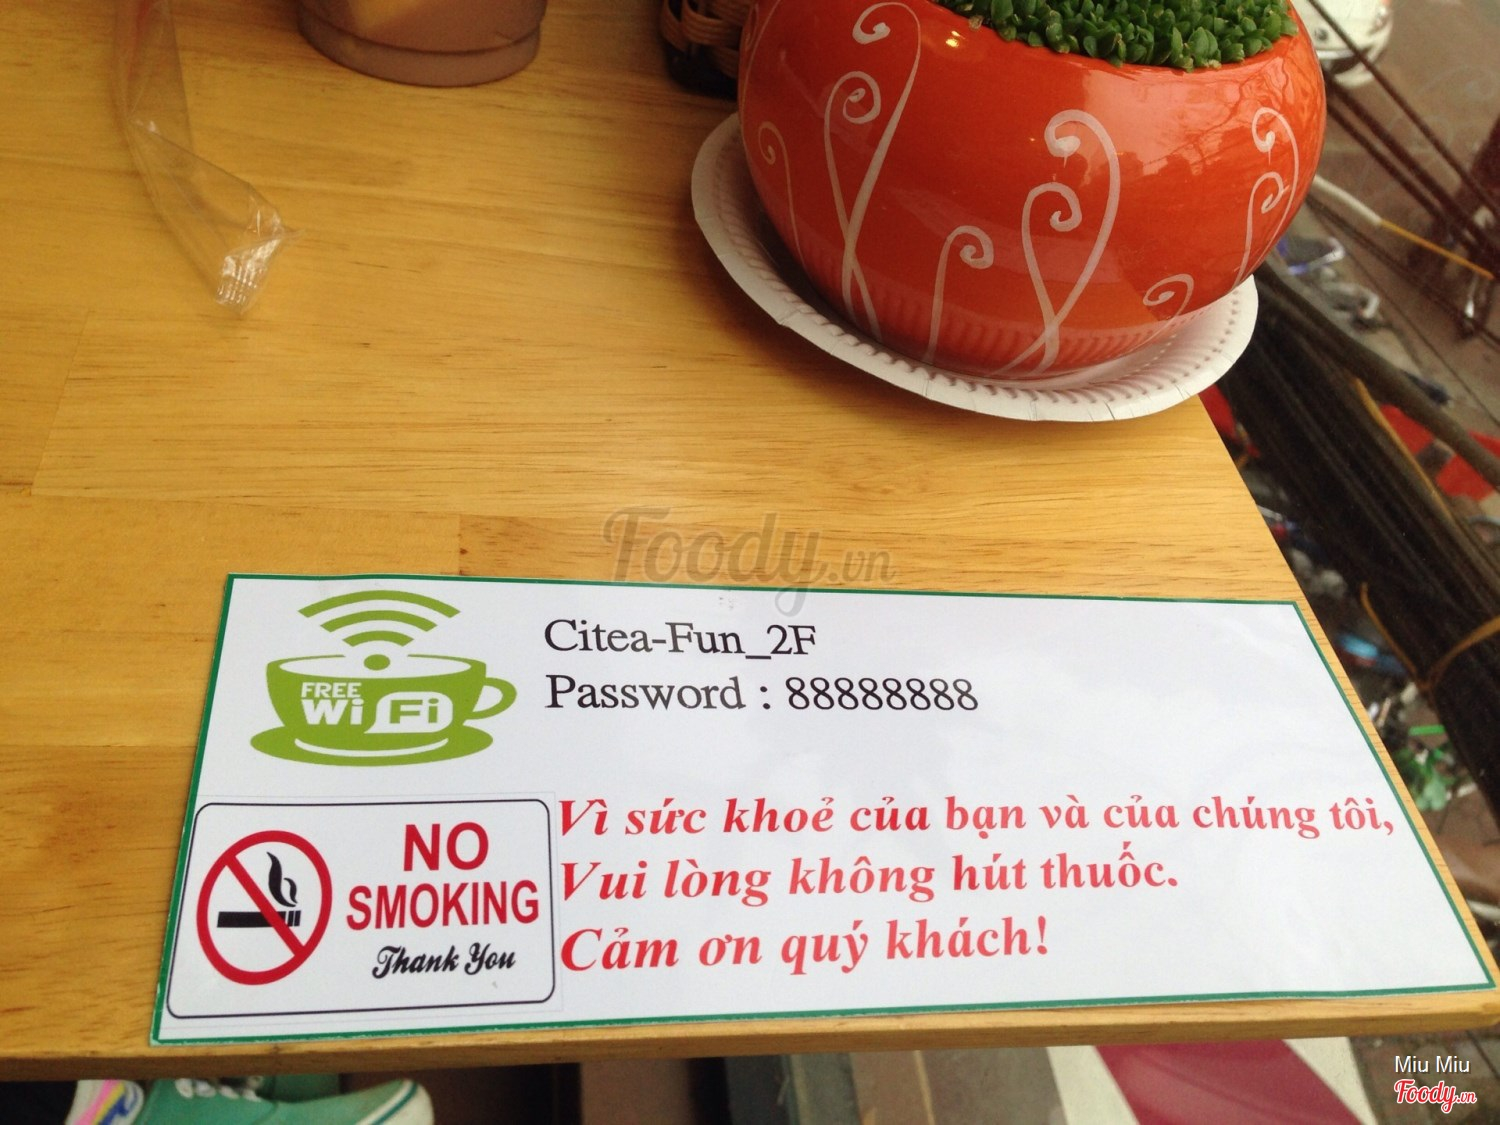 Foody.vn
Citea-Fun_2F
Password : 88888888
FREE
WiFi
NO
SMOKING
Thank You
Vì sức khoẻ của bạn và của chúng tôi,
Vui lòng không hút thuốc.
Cảm ơn quý khách!
Miu Miu
Foody.vn